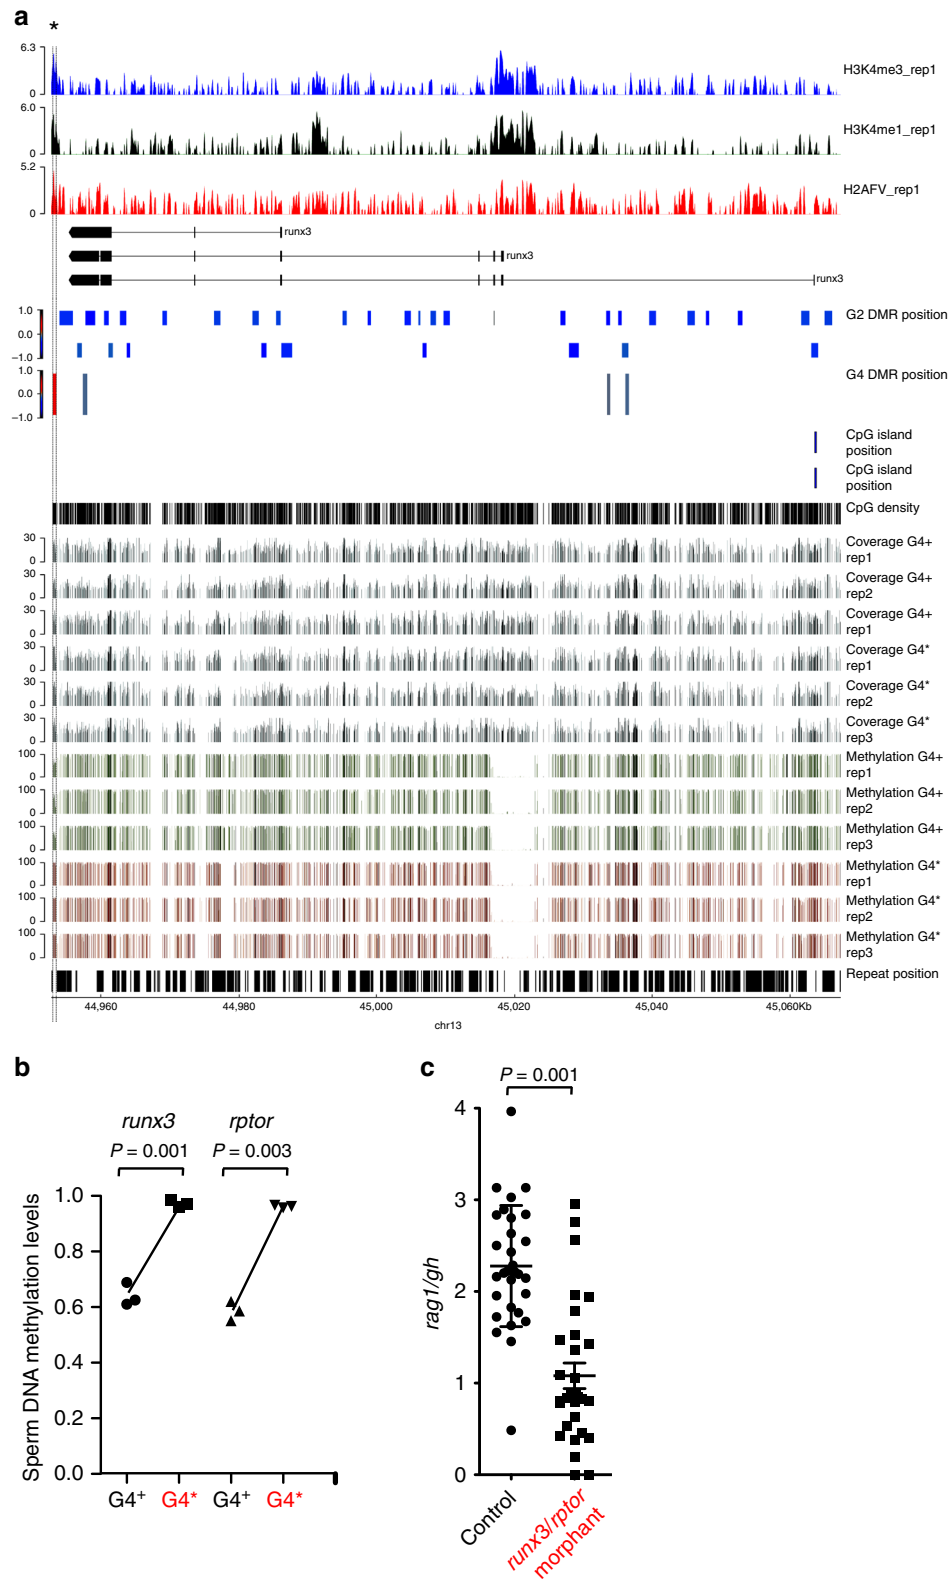 a
*
6.3
0
H3K4me3_rep1
6.0
0
H3K4me1_rep1
5.2
0
H2AFV_rep1
runx3
runx3
runx3
1.0
0.0
−1.0
G2 DMR position
1.0
0.0
−1.0
G4 DMR position
CpG island
position
CpG island
position
CpG density
30
0
Coverage G4+
rep1
30
0
Coverage G4+
rep2
30
0
Coverage G4+
rep1
30
0
Coverage G4*
rep1
30
0
Coverage G4*
rep2
30
0
Coverage G4*
rep3
100
0
Methylation G4+
rep1
100
0
Methylation G4+
rep2
100
0
Methylation G4+
rep3
100
0
Methylation G4*
rep1
100
0
Methylation G4*
rep2
100
0
Methylation G4*
rep3
Repeat position
44,960 44,980 45,000 45,020 45,040 45,060Kb
chr13
b
runx3 rptor
P = 0.001 P = 0.003
Sperm DNA methylation levels
1.0
0.8
0.6
0.4
0.2
0.0
G4+ G4* G4+ G4*
c
P = 0.001
rag1/gh
4
3
2
1
0
Control
runx3/rptor
morphant